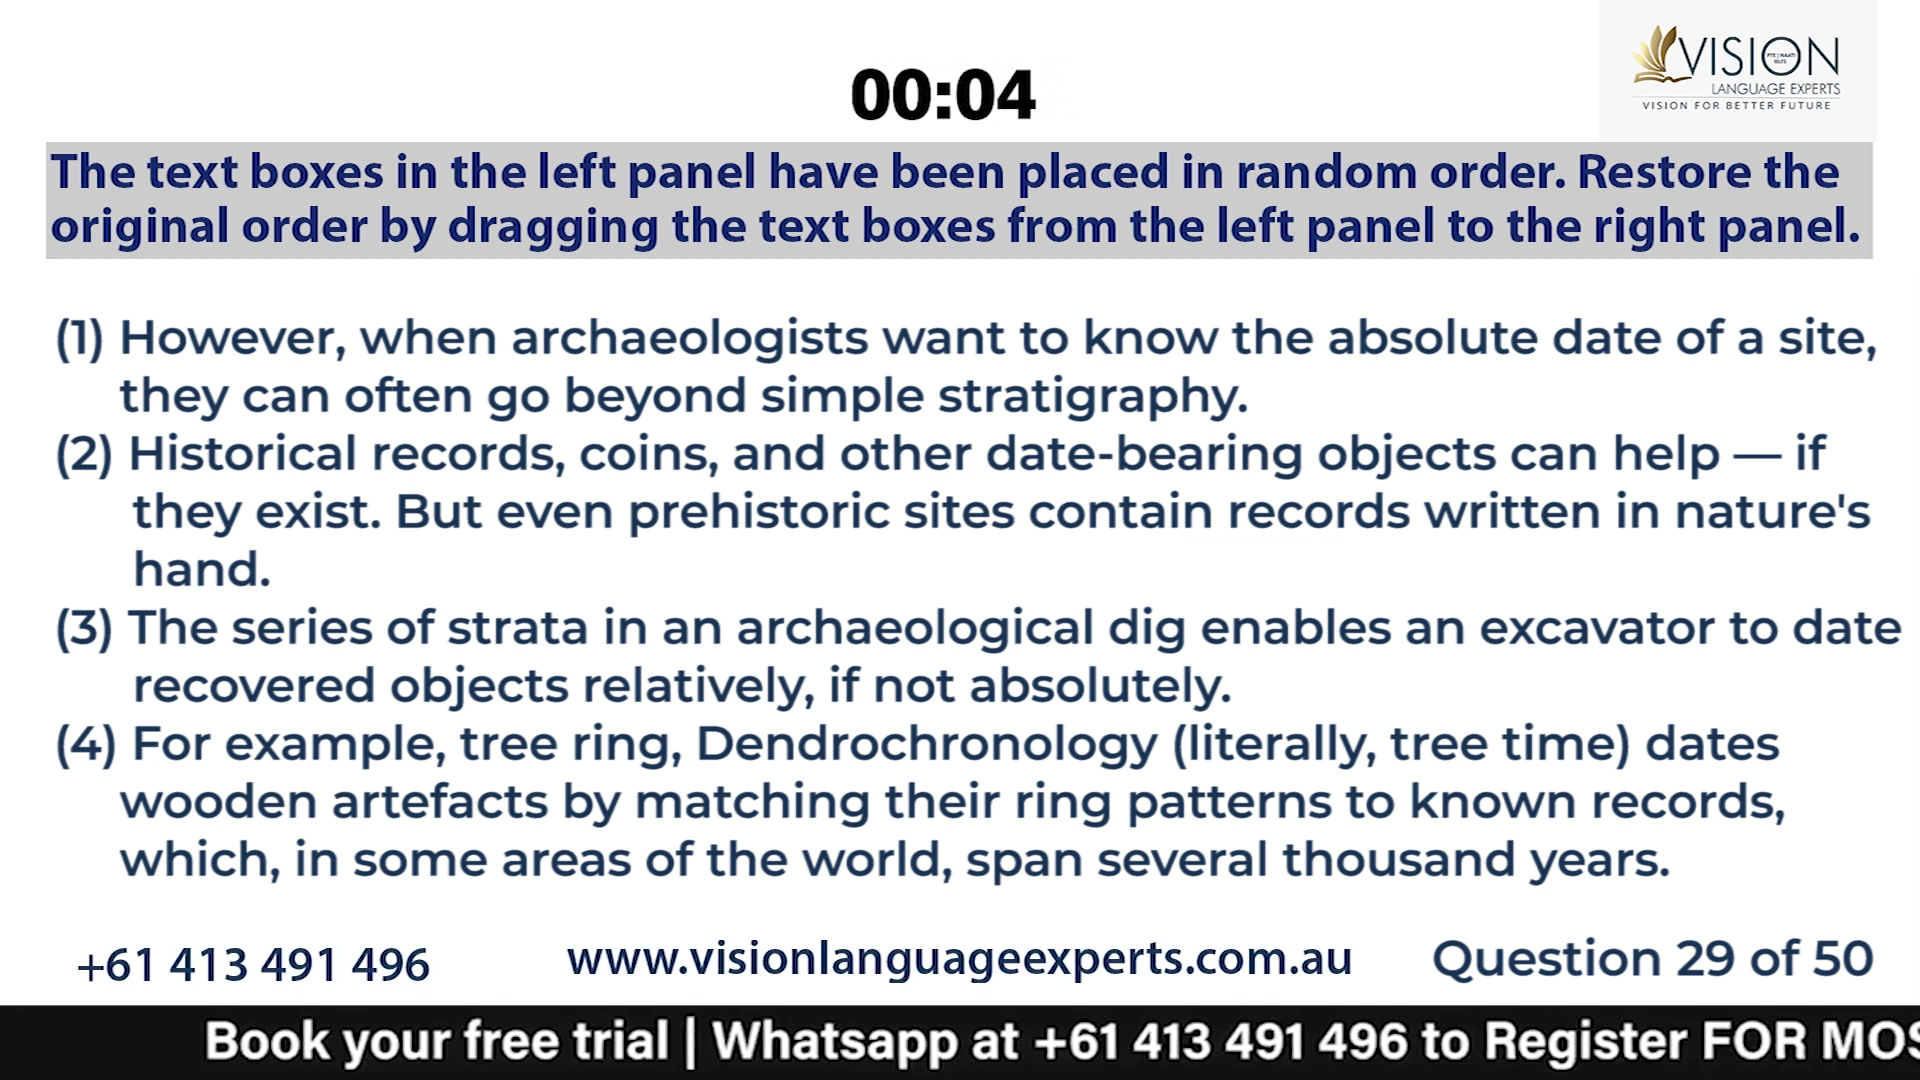 VISION
PTE | NAATI
IELTS
LANGUAGE EXPERTS
VISION FOR BETTER FUTURE
00:04
The text boxes in the left panel have been placed in random order. Restore the
original order by dragging the text boxes from the left panel to the right panel.
(1) However, when archaeologists want to know the absolute date of a site,
they can often go beyond simple stratigraphy.
(2) Historical records, coins, and other date-bearing objects can help — if
they exist. But even prehistoric sites contain records written in nature's
hand.
(3) The series of strata in an archaeological dig enables an excavator to date
recovered objects relatively, if not absolutely.
(4) For example, tree ring, Dendrochronology (literally, tree time) dates
wooden artefacts by matching their ring patterns to known records,
which, in some areas of the world, span several thousand years.
+61 413 491 496
www.visionlanguageexperts.com.au
Question 29 of 50
Book your free trial | Whatsapp at +61 413 491 496 to Register FOR MOS